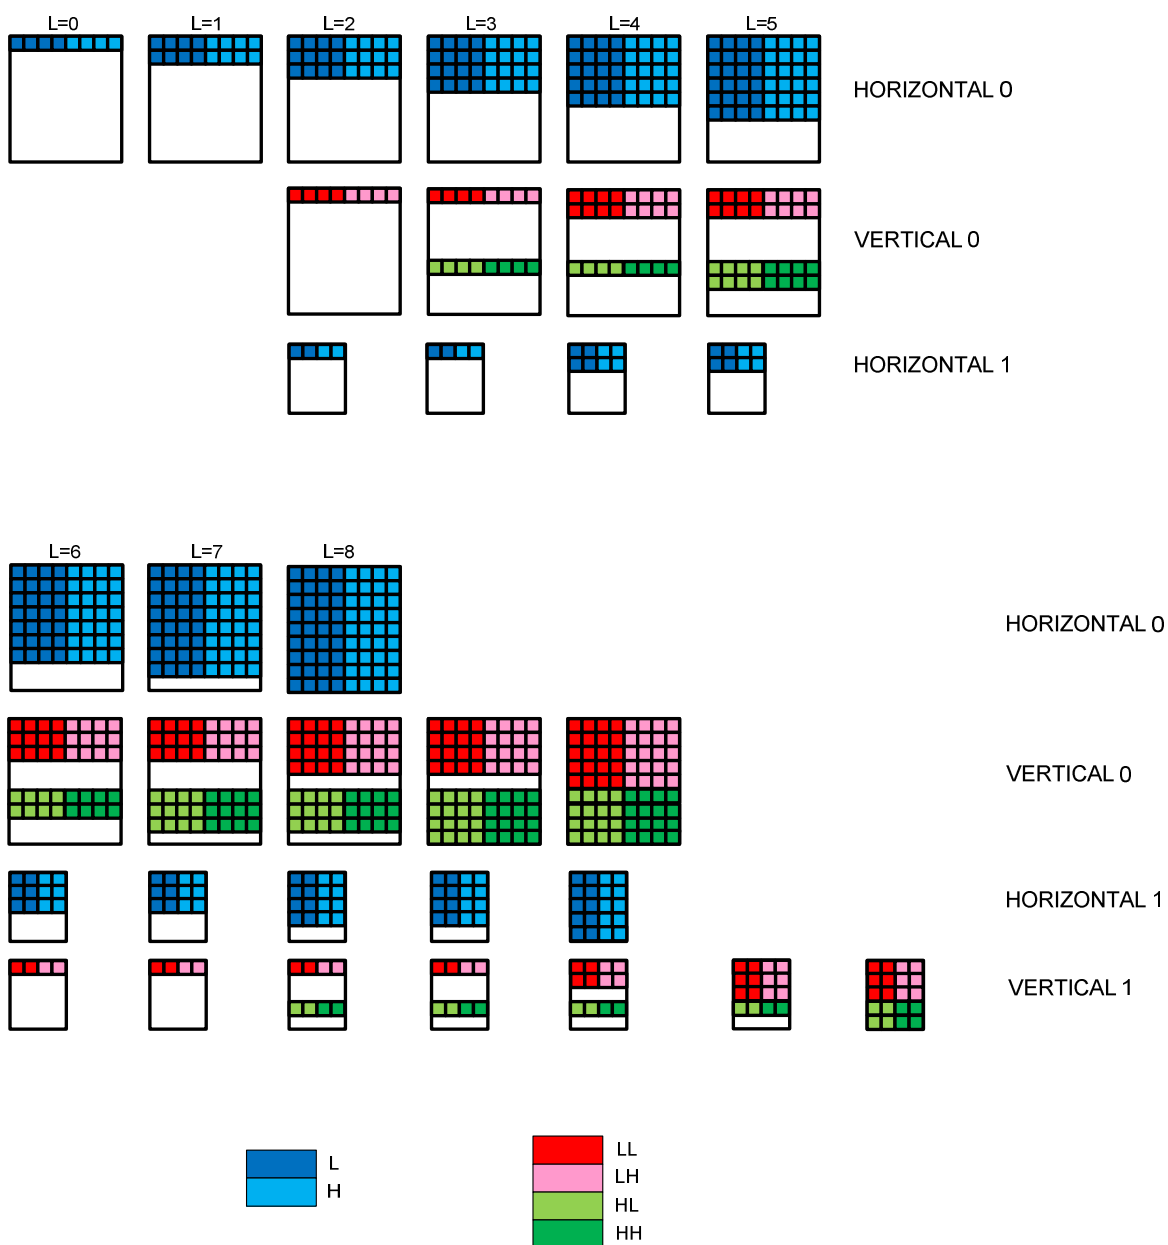 L=0 L=1 L=2 L=3 L=4 L=5
HORIZONTAL 0
VERTICAL 0
HORIZONTAL 1
L=6 L=7 L=8
HORIZONTAL 0
VERTICAL 0
HORIZONTAL 1
VERTICAL 1
L
H
LL
LH
HL
HH